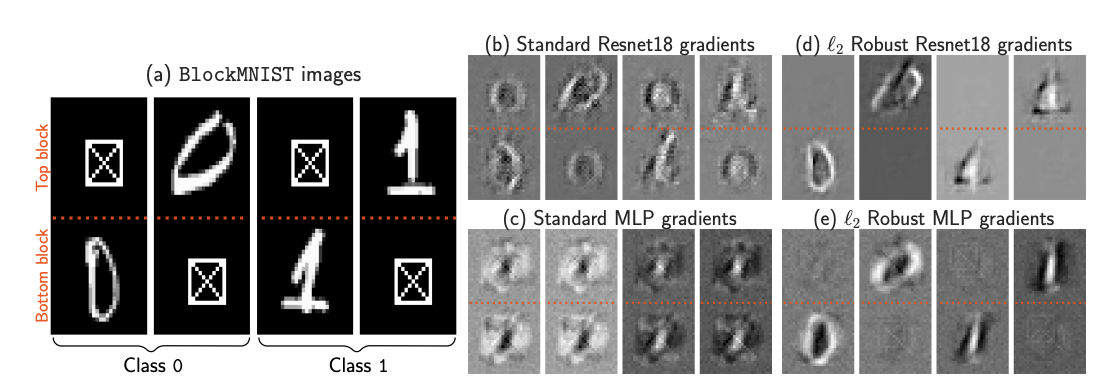 (a) BlockMNIST images
Top block
Bottom block
Class 0
Class 1
(b) Standard Resnet18 gradients
(c) Standard MLP gradients
(d) ℓ₂ Robust Resnet18 gradients
(e) ℓ₂ Robust MLP gradients